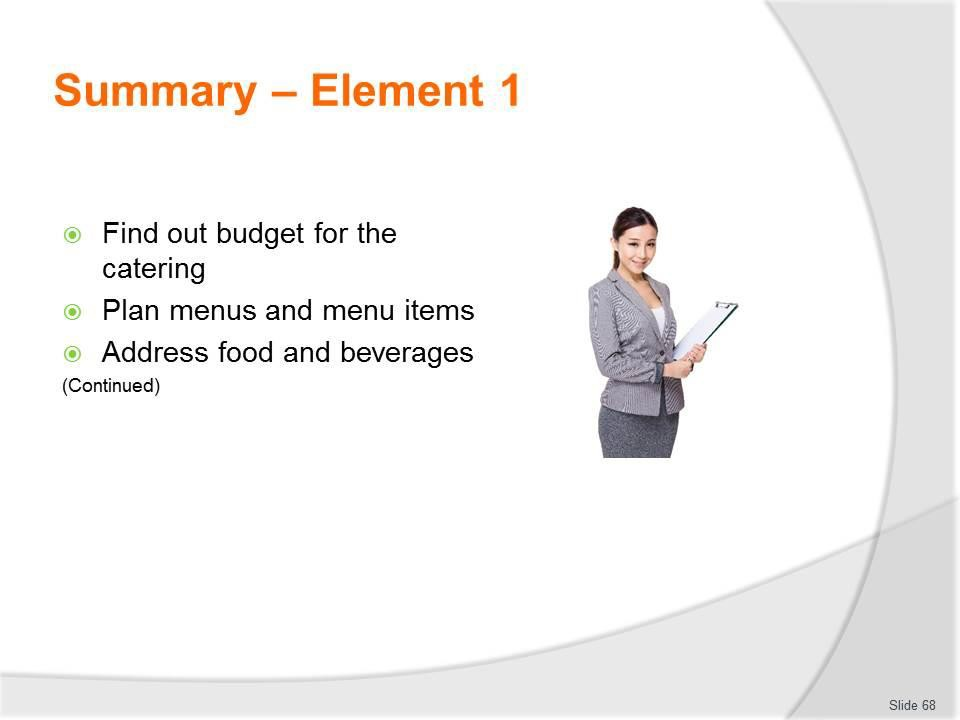 Summary – Element 1
Find out budget for the
catering
Plan menus and menu items
Address food and beverages
(Continued)
Slide 68